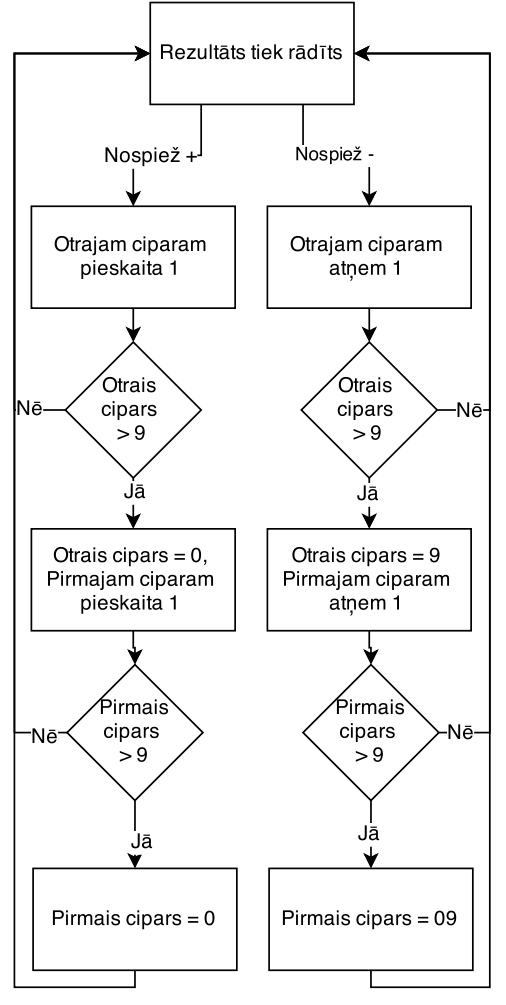 Rezultāts tiek rādīts
Nospiež +
Otrajam ciparam
pieskaita 1
Otrais
cipars
> 9
Nē
Jā
Otrais cipars = 0,
Pirmajam ciparam
pieskaita 1
Pirmais
cipars
> 9
Nē
Jā
Pirmais cipars = 0
Nospiež -
Otrajam ciparam
atņem 1
Otrais
cipars
> 9
Nē
Jā
Otrais cipars = 9
Pirmajam ciparam
atņem 1
Pirmais
cipars
> 9
Nē
Jā
Pirmais cipars = 09